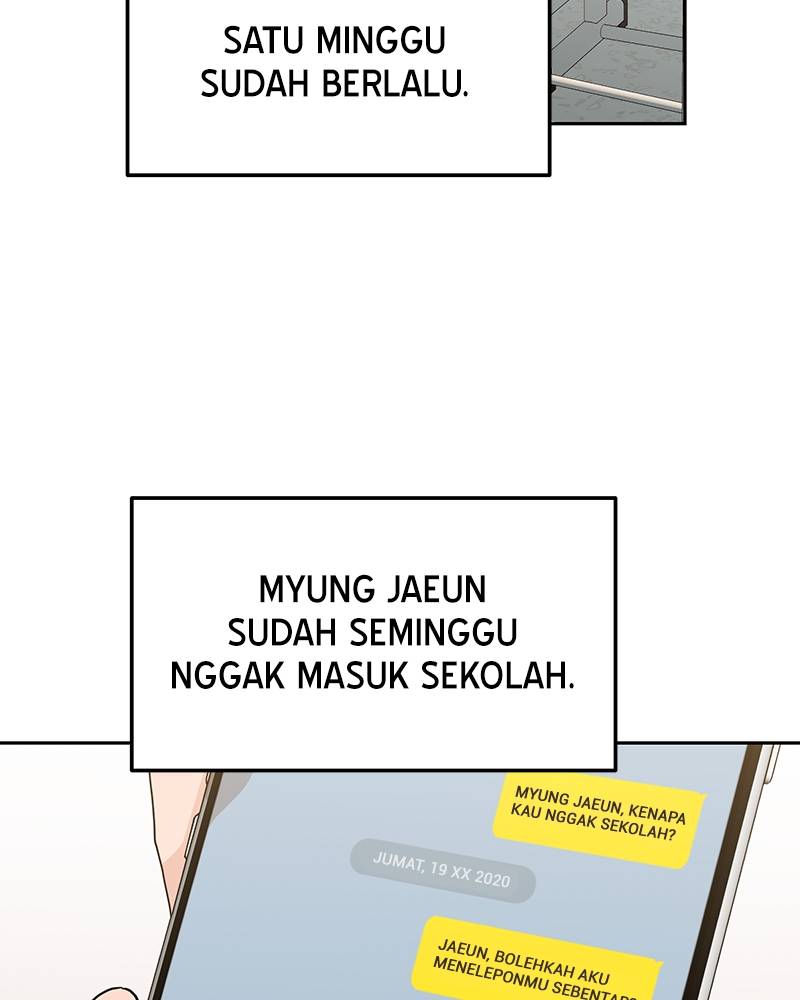 SATU MINGGU
SUDAH BERLALU.
MYUNG JAEUN
SUDAH SEMINGGU
NGGAK MASUK SEKOLAH.
MYUNG JAEUN, KENAPA
KAU NGGAK SEKOLAH?
JUMAT, 19 XX 2020
JAEUN, BOLEHKAH AKU
MENELEPONMU SEBENTAR?